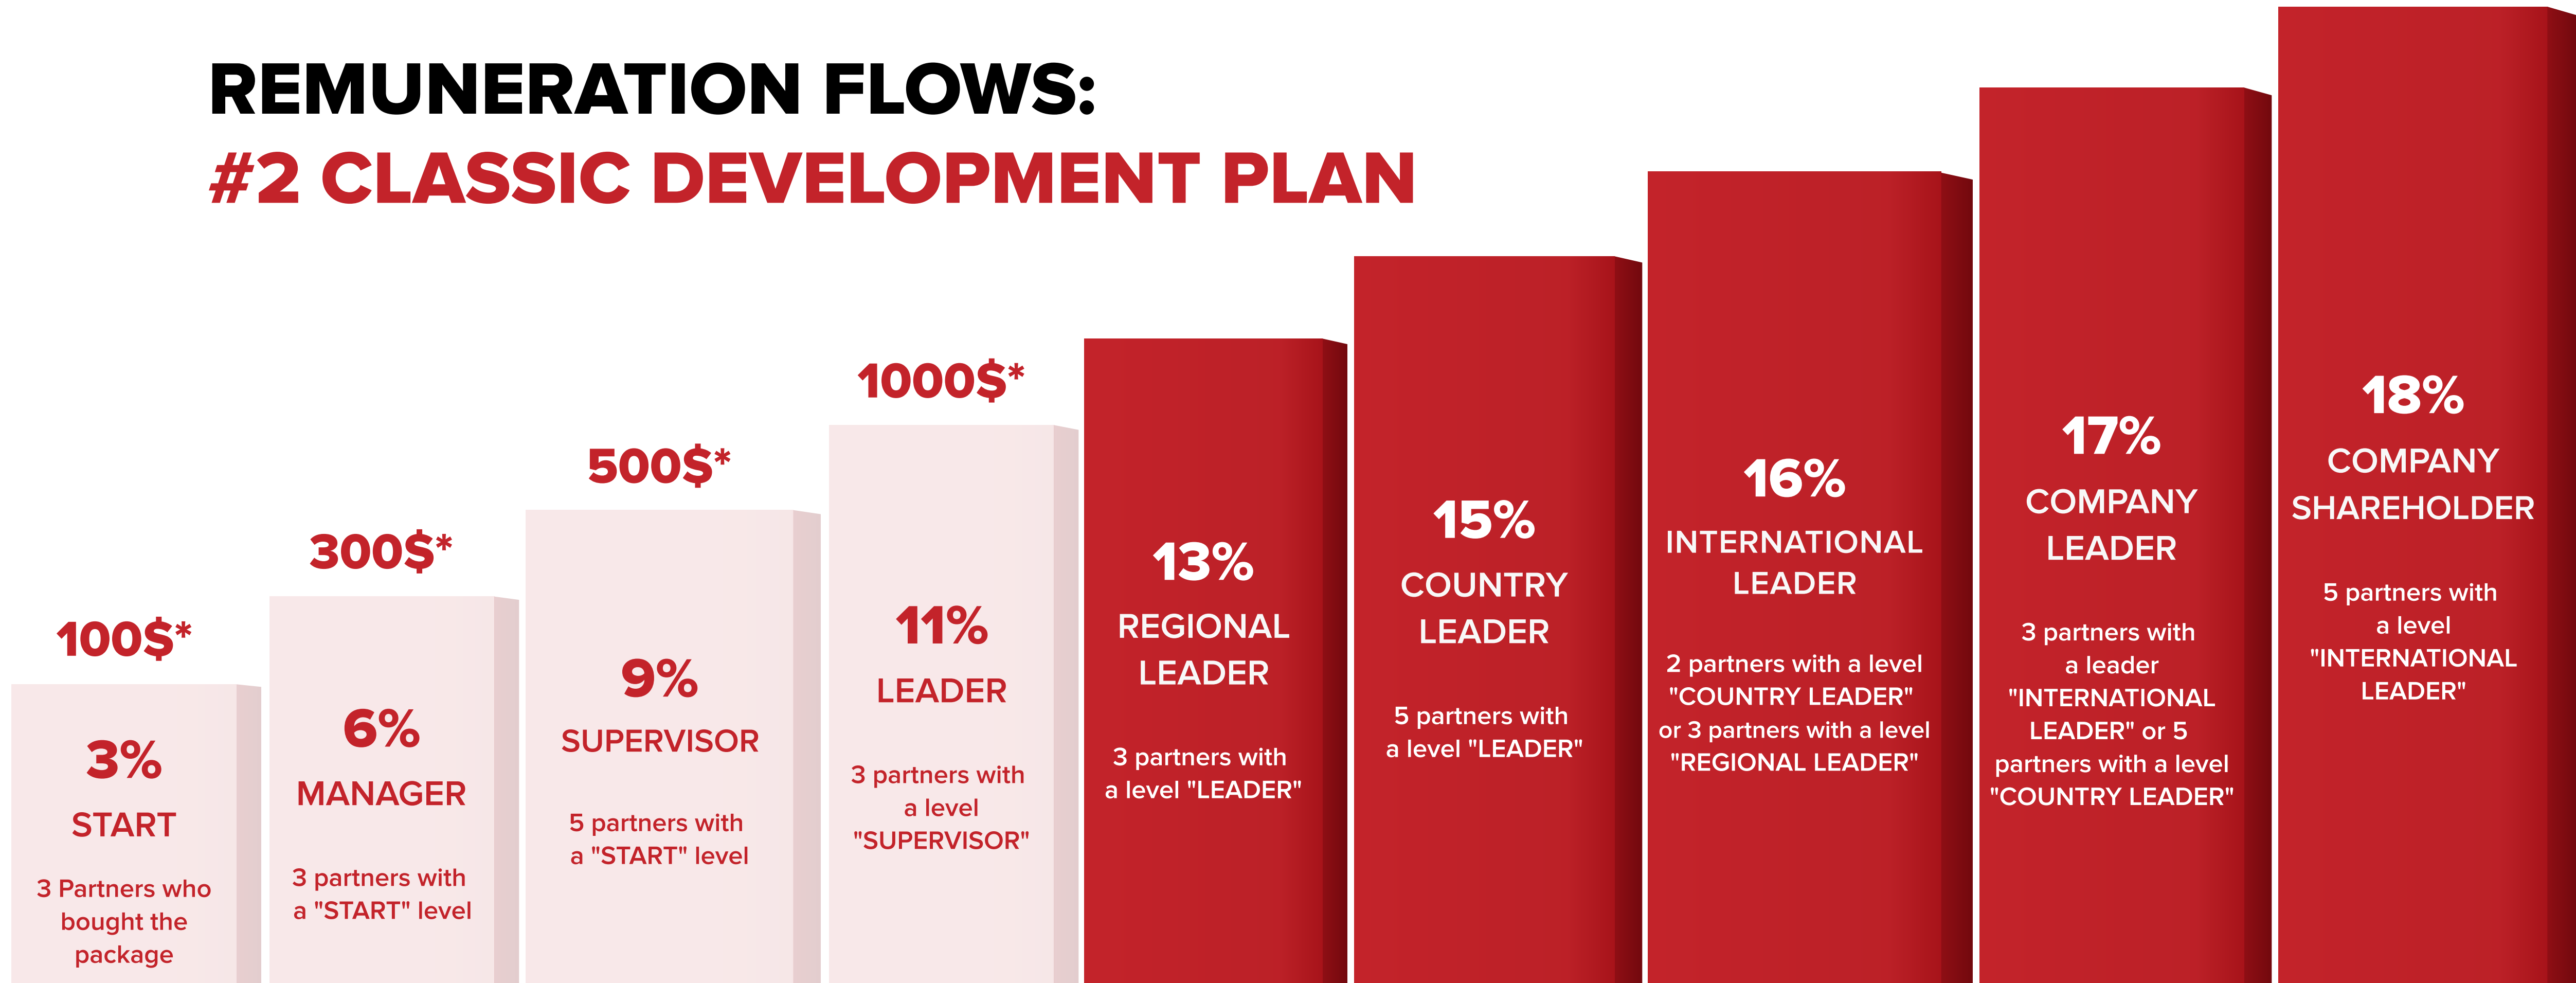 REMUNERATION FLOWS:
#2 CLASSIC DEVELOPMENT PLAN
100$*
3%
START
3 Partners who
bought the
package
300$*
6%
MANAGER
3 partners with
a "START" level
500$*
9%
SUPERVISOR
5 partners with
a "START" level
1000$*
11%
LEADER
3 partners with
a level
"SUPERVISOR"
13%
REGIONAL
LEADER
3 partners with
a level "LEADER"
15%
COUNTRY
LEADER
5 partners with
a level "LEADER"
16%
INTERNATIONAL
LEADER
2 partners with a level
"COUNTRY LEADER"
or 3 partners with a level
"REGIONAL LEADER"
17%
COMPANY
LEADER
3 partners with
a leader
"INTERNATIONAL
LEADER" or 5
partners with a level
"COUNTRY LEADER"
18%
COMPANY
SHAREHOLDER
5 partners with
a level
"INTERNATIONAL
LEADER"